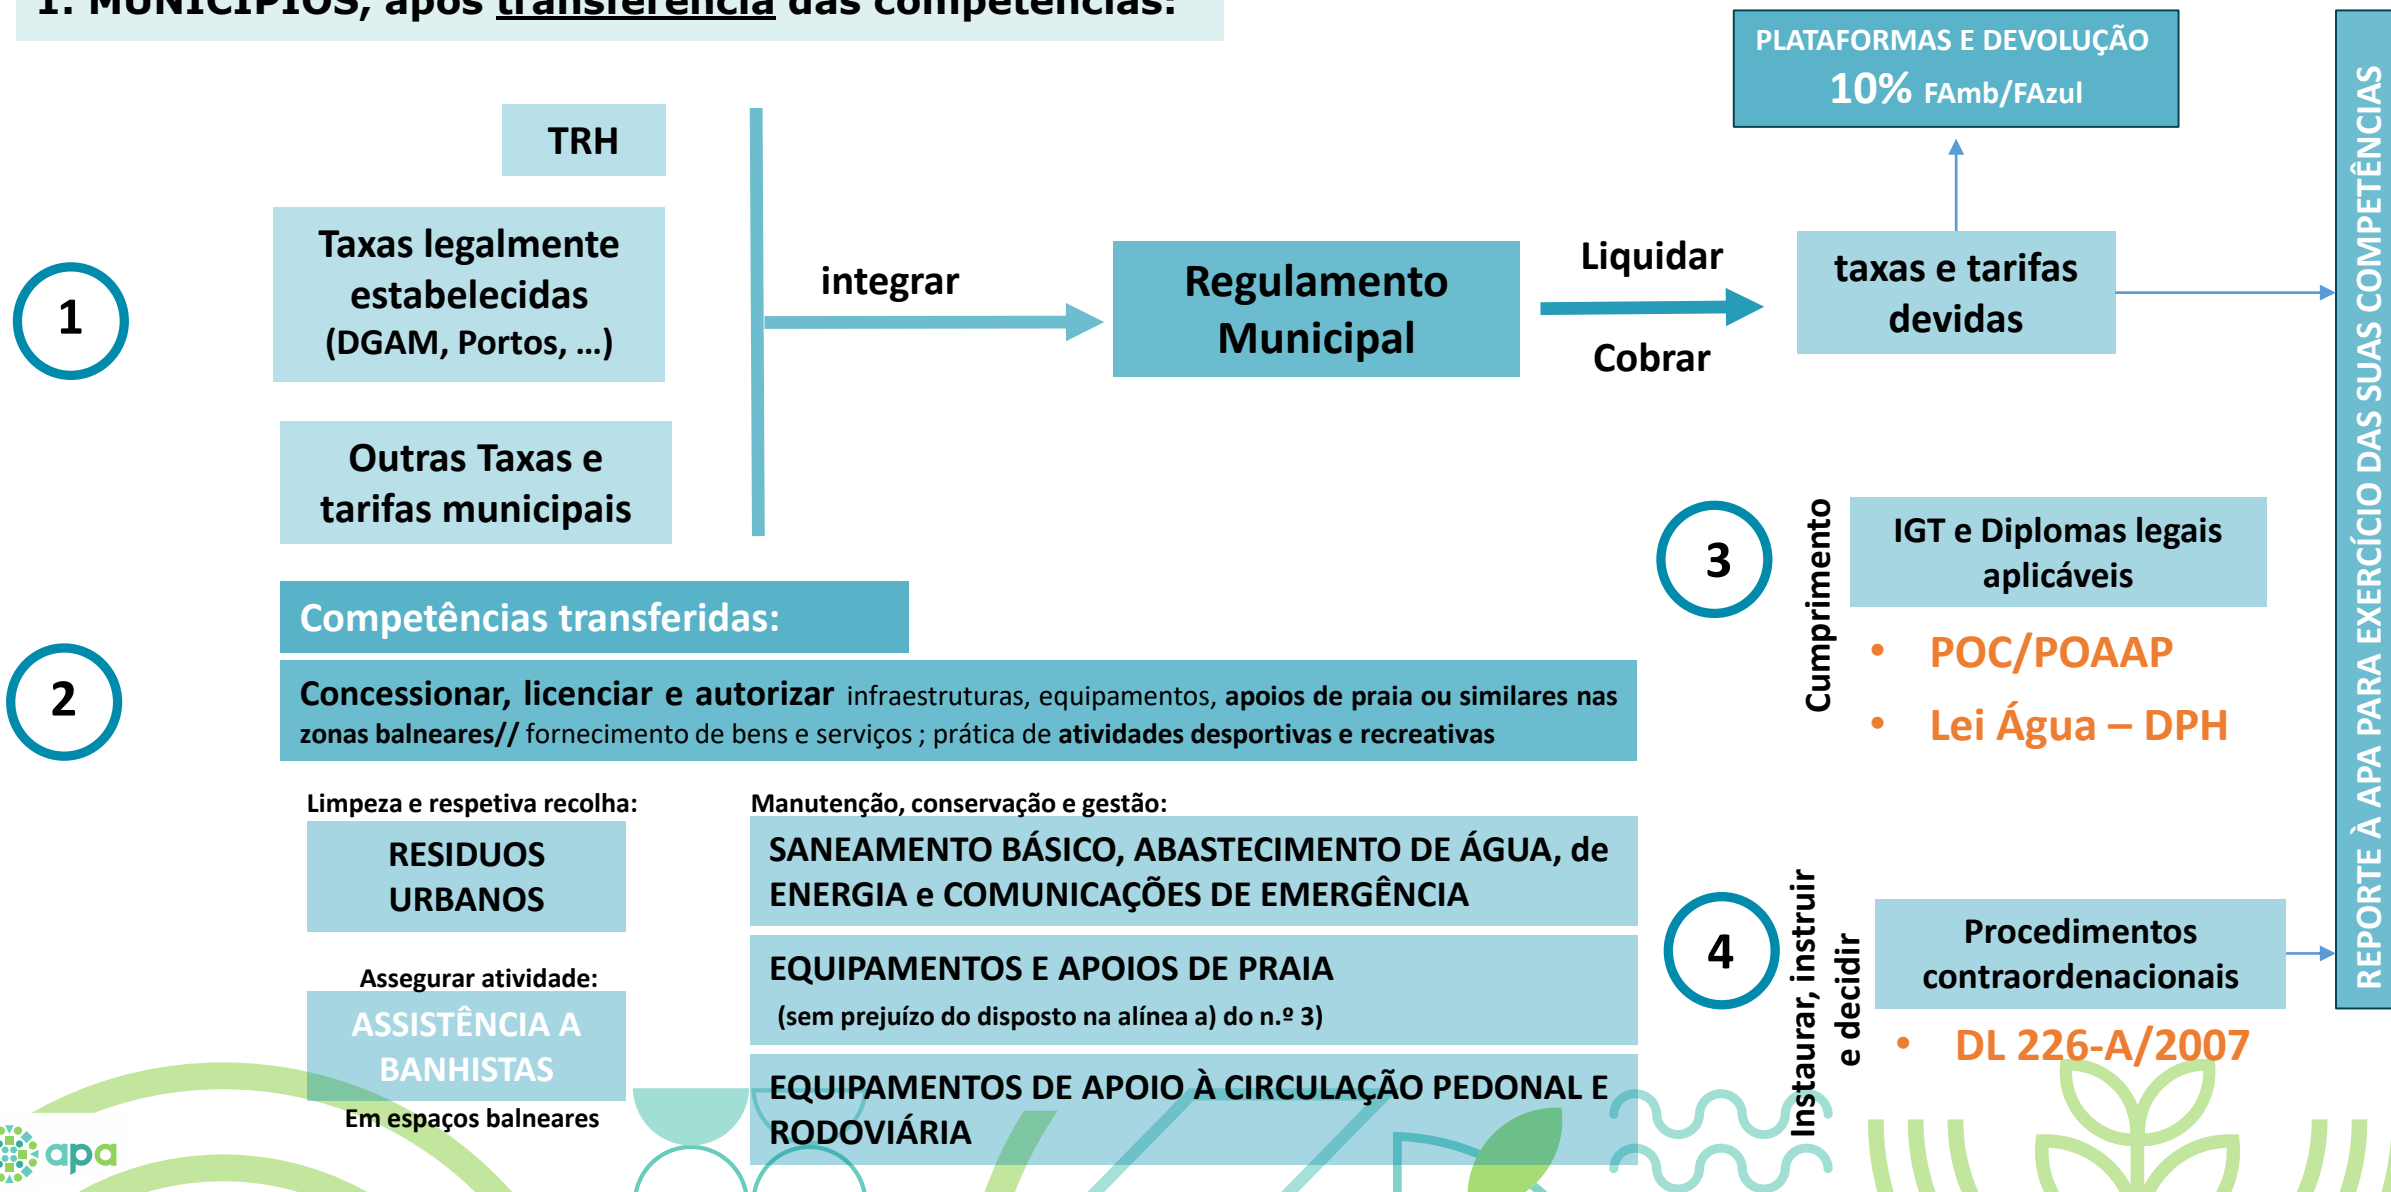 1. MUNICÍPIOS, após transferência das competências:
PLATAFORMAS E DEVOLUÇÃO
10% FAmb/FAzul
1
TRH
Taxas legalmente
estabelecidas
(DGAM, Portos, ...)
Outras Taxas e
tarifas municipais
integrar
Regulamento
Municipal
Liquidar
Cobrar
taxas e tarifas
devidas
REPORTE À APA PARA EXERCÍCIO DAS SUAS COMPETÊNCIAS
2
Competências transferidas:
Concessionar, licenciar e autorizar infraestruturas, equipamentos, apoios de praia ou similares nas
zonas balneares// fornecimento de bens e serviços ; prática de atividades desportivas e recreativas
Limpeza e respetiva recolha:
RESIDUOS
URBANOS
Assegurar atividade:
ASSISTÊNCIA A
BANHISTAS
Em espaços balneares
Manutenção, conservação e gestão:
SANEAMENTO BÁSICO, ABASTECIMENTO DE ÁGUA, de
ENERGIA e COMUNICAÇÕES DE EMERGÊNCIA
EQUIPAMENTOS E APOIOS DE PRAIA
(sem prejuízo do disposto na alínea a) do n.º 3)
EQUIPAMENTOS DE APOIO À CIRCULAÇÃO PEDONAL E
RODOVIÁRIA
3
Cumprimento
IGT e Diplomas legais
aplicáveis
• POC/POAAP
• Lei Água – DPH
4
Instaurar, instruir
e decidir
Procedimentos
contraordenacionais
• DL 226-A/2007
apa